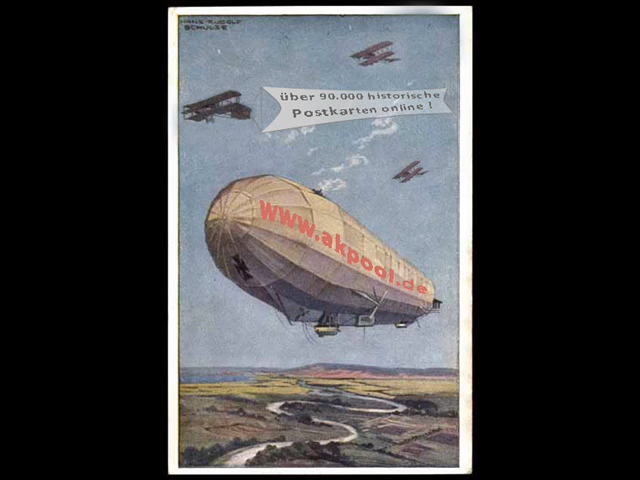 HANS RUDOLF
SCHULZE
über 90.000 historische
Postkarten online !
www.akpool.de